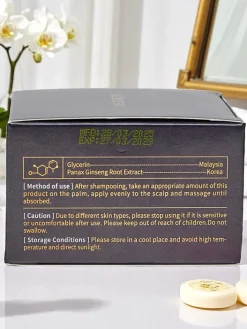 MFD:28/03/2025
EXP:27/03/2029
Glycerin Malaysia
Panax Ginseng Root Extract Korea
[ Method of use ] After shampooing, take an appropriate amount of this
product on the palm, apply evenly to the scalp and massage until
absorbed.
[ Caution ] Due to different skin types, please stop using if it is sensitive
or uncomfortable after use. Please keep out of reach of children.Do not
swallow.
[ Storage Conditions ] Please store in a cool place and avoid high tem-
perature and direct sunlight.